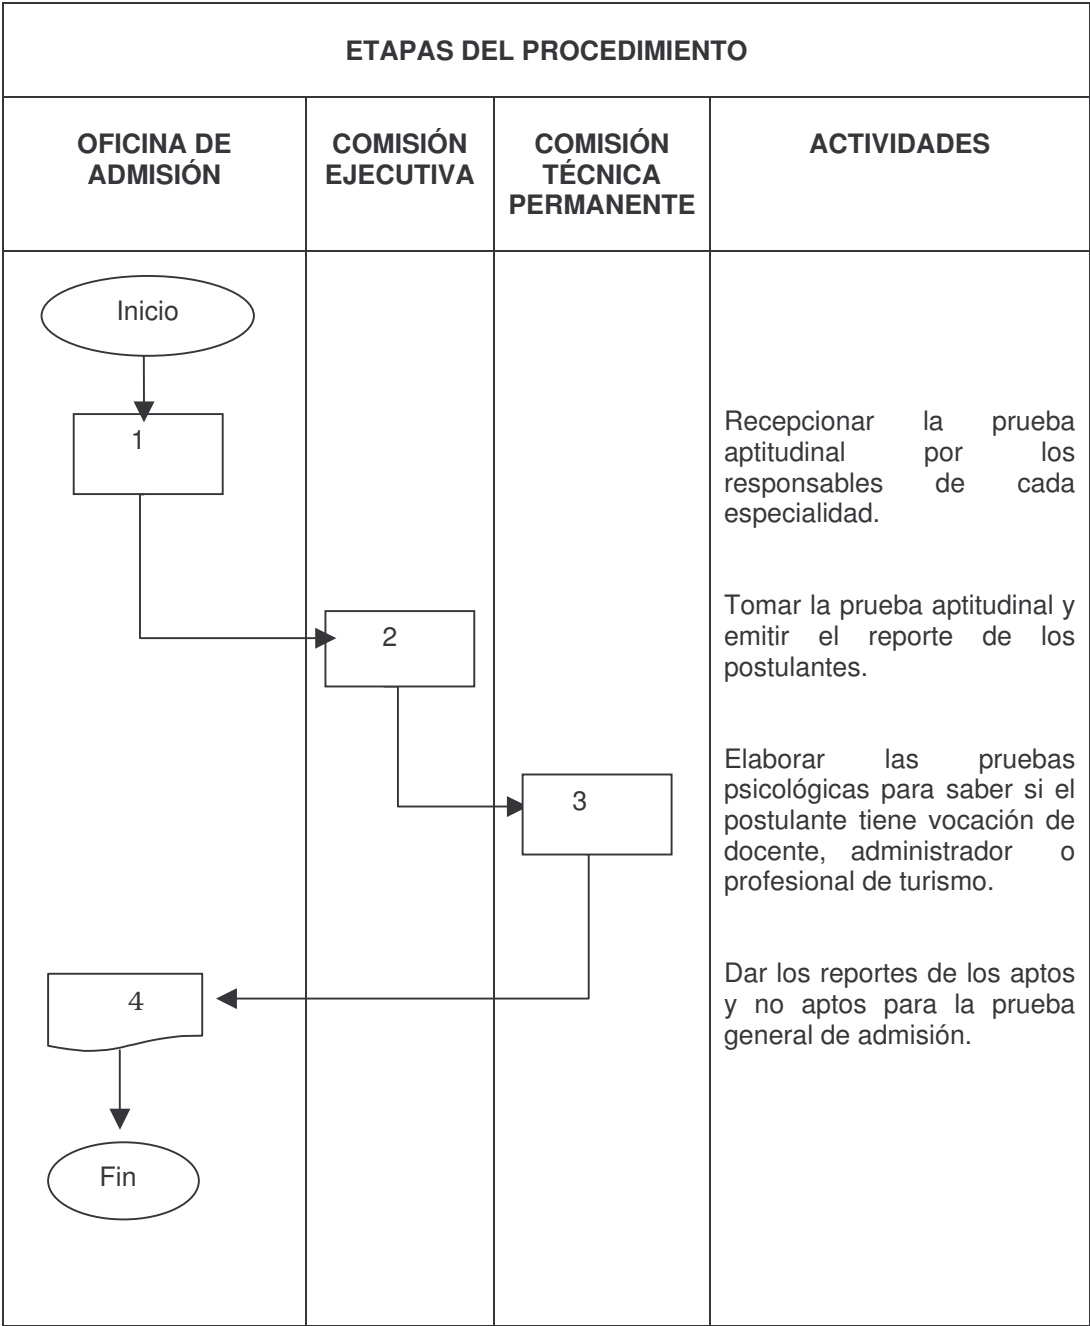 ETAPAS DEL PROCEDIMIENTO
OFICINA DE
ADMISIÓN
COMISIÓN
EJECUTIVA
COMISIÓN
TÉCNICA
PERMANENTE
ACTIVIDADES
Inicio
1
Recepcionar la prueba
aptitudinal por los
responsables de cada
especialidad.
2
Tomar la prueba aptitudinal y
emitir el reporte de los
postulantes.
3
Elaborar las pruebas
psicológicas para saber si el
postulante tiene vocación de
docente, administrador o
profesional de turismo.
4
Dar los reportes de los aptos
y no aptos para la prueba
general de admisión.
Fin